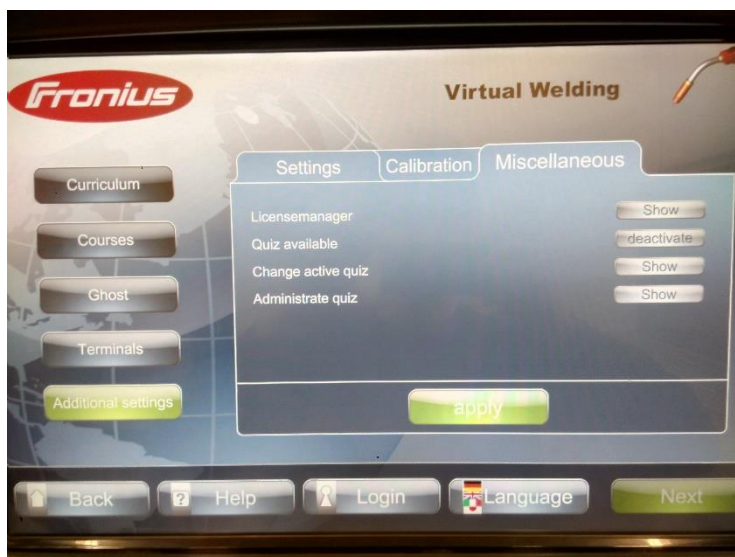 Fronius
Virtual Welding
Settings Calibration Miscellaneous
Curriculum
Licensemanager Show
Courses
Quiz available deactivate
Change active quiz Show
Ghost
Administrate quiz Show
Terminals
Additional settings
apply
Back ? Help Login Language Next